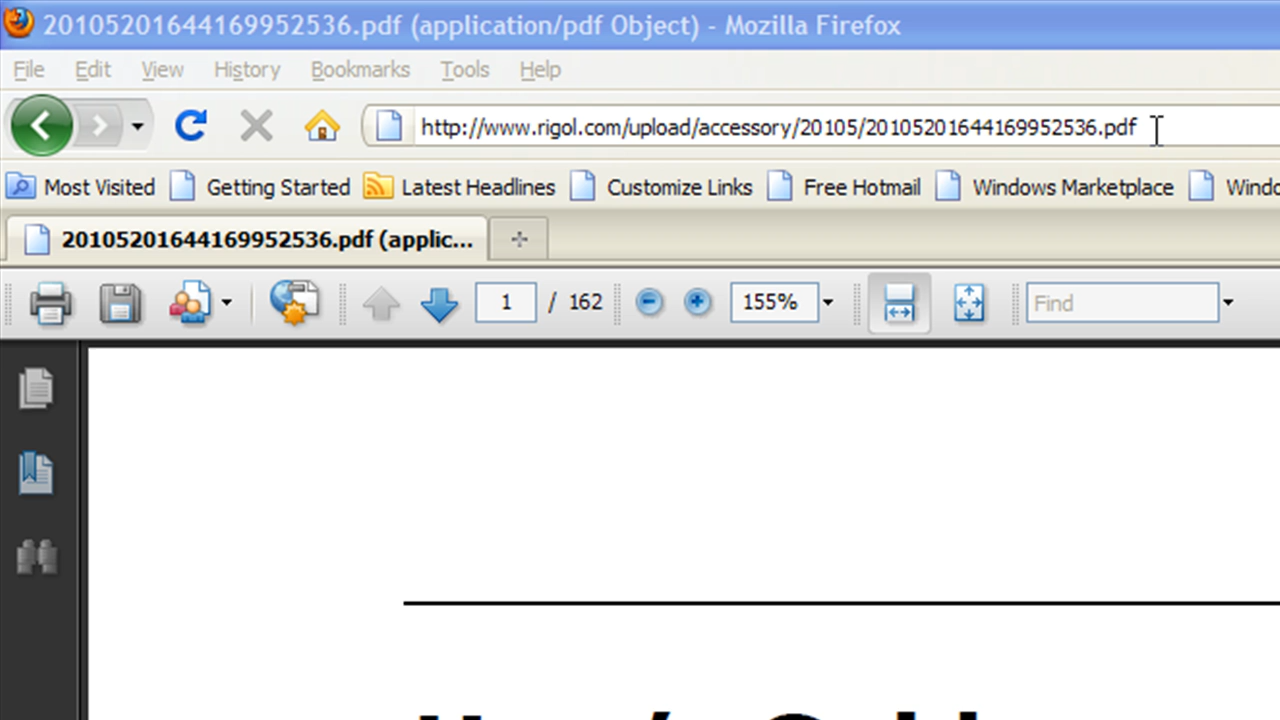 20105201644169952536.pdf (application/pdf Object) - Mozilla Firefox
File Edit View History Bookmarks Tools Help
http://www.rigol.com/upload/accessory/20105/20105201644169952536.pdf
Most Visited Getting Started Latest Headlines Customize Links Free Hotmail Windows Marketplace Windo
20105201644169952536.pdf (applic...
1 / 162 155% Find